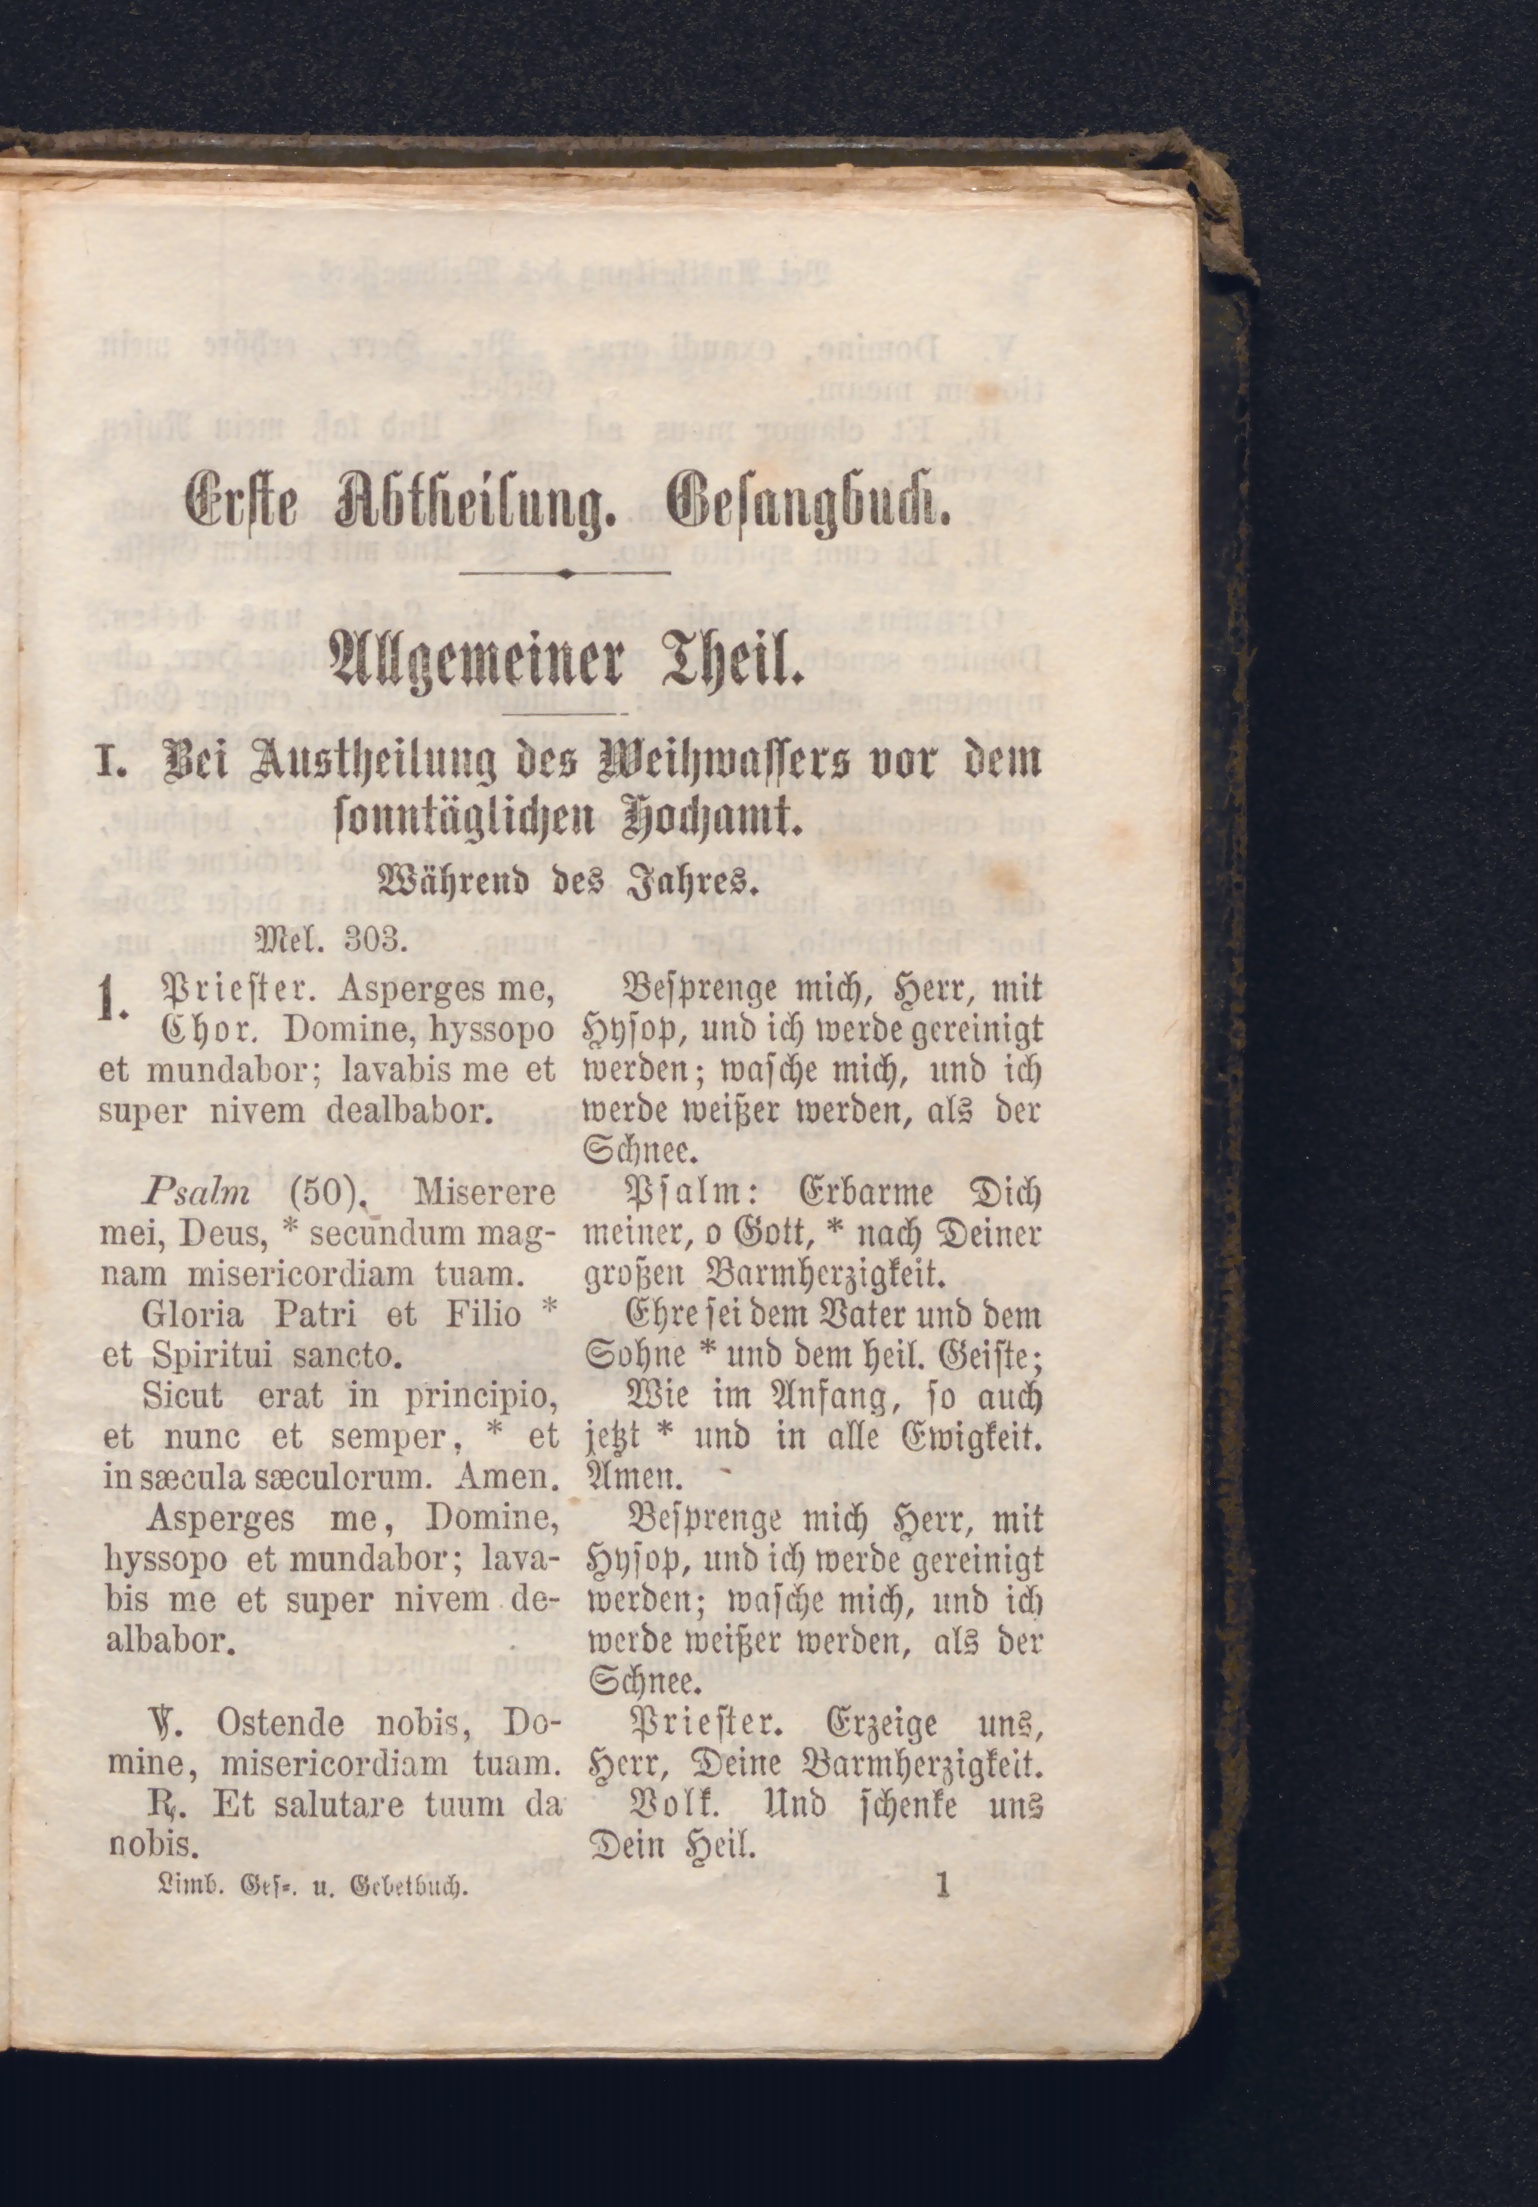 Erſte Abtheilung. Geſangbuch.
Allgemeiner Theil.
I. Bei Austheilung des Weihwaſſers vor dem
ſonntäglichen Hochamt.
Während des Jahres.
Mel. 303.
1. Prieſter. Asperges me,
Chor. Domine, hyssopo
et mundabor; lavabis me et
super nivem dealbabor.
Psalm (50). Miserere
mei, Deus, * secundum mag-
nam misericordiam tuam.
Gloria Patri et Filio *
et Spiritui sancto.
Sicut erat in principio,
et nunc et semper, * et
in sæcula sæculorum. Amen.
Asperges me, Domine,
hyssopo et mundabor; lava-
bis me et super nivem de-
albabor.
℣. Ostende nobis, Do-
mine, misericordiam tuam.
℟. Et salutare tuum da
nobis.
Beſprenge mich, Herr, mit
Hyſop, und ich werde gereinigt
werden; waſche mich, und ich
werde weißer werden, als der
Schnee.
Pſalm: Erbarme Dich
meiner, o Gott, * nach Deiner
großen Barmherzigkeit.
Ehre ſei dem Vater und dem
Sohne * und dem heil. Geiſte;
Wie im Anfang, ſo auch
jetzt * und in alle Ewigkeit.
Amen.
Beſprenge mich Herr, mit
Hyſop, und ich werde gereinigt
werden; waſche mich, und ich
werde weißer werden, als der
Schnee.
Prieſter. Erzeige uns,
Herr, Deine Barmherzigkeit.
Volk. Und ſchenke uns
Dein Heil.
Limb. Geſ-. u. Gebetbuch.
1